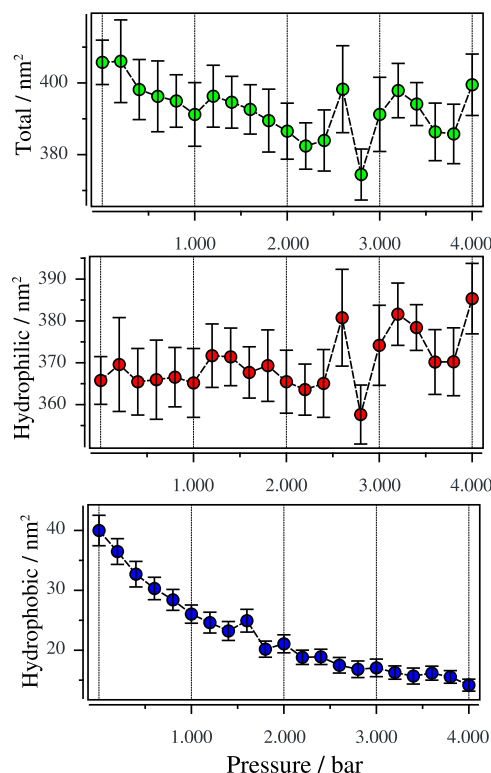 Total / nm²
400
380
1.000 2.000 3.000 4.000
Hydrophilic / nm²
390
380
370
360
1.000 2.000 3.000 4.000
Hydrophobic / nm²
40
30
20
1.000 2.000 3.000 4.000
Pressure / bar